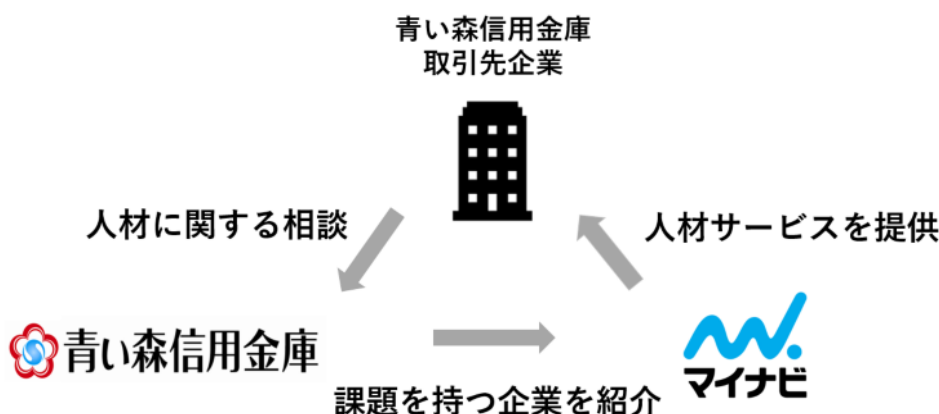 青い森信用金庫
取引先企業
人材に関する相談
人材サービスを提供
青い森信用金庫
マイナビ
課題を持つ企業を紹介